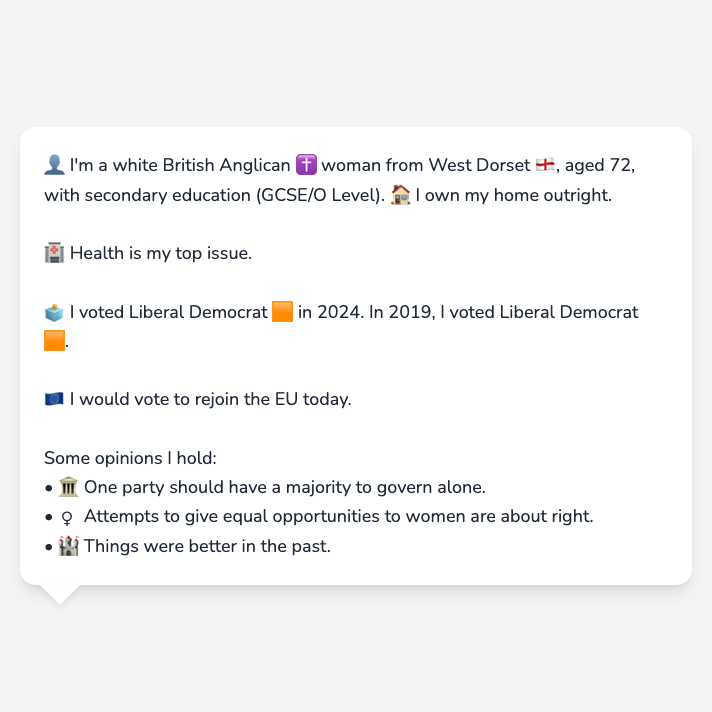 👤 I'm a white British Anglican ✝️ woman from West Dorset 🏴󠁧󠁢󠁥󠁮󠁧󠁿, aged 72,
with secondary education (GCSE/O Level). 🏠 I own my home outright.
🏥 Health is my top issue.
🗳️ I voted Liberal Democrat 🟧 in 2024. In 2019, I voted Liberal Democrat
🟧.
🇪🇺 I would vote to rejoin the EU today.
Some opinions I hold:
• 🏛️ One party should have a majority to govern alone.
• ♀️ Attempts to give equal opportunities to women are about right.
• 🏰 Things were better in the past.